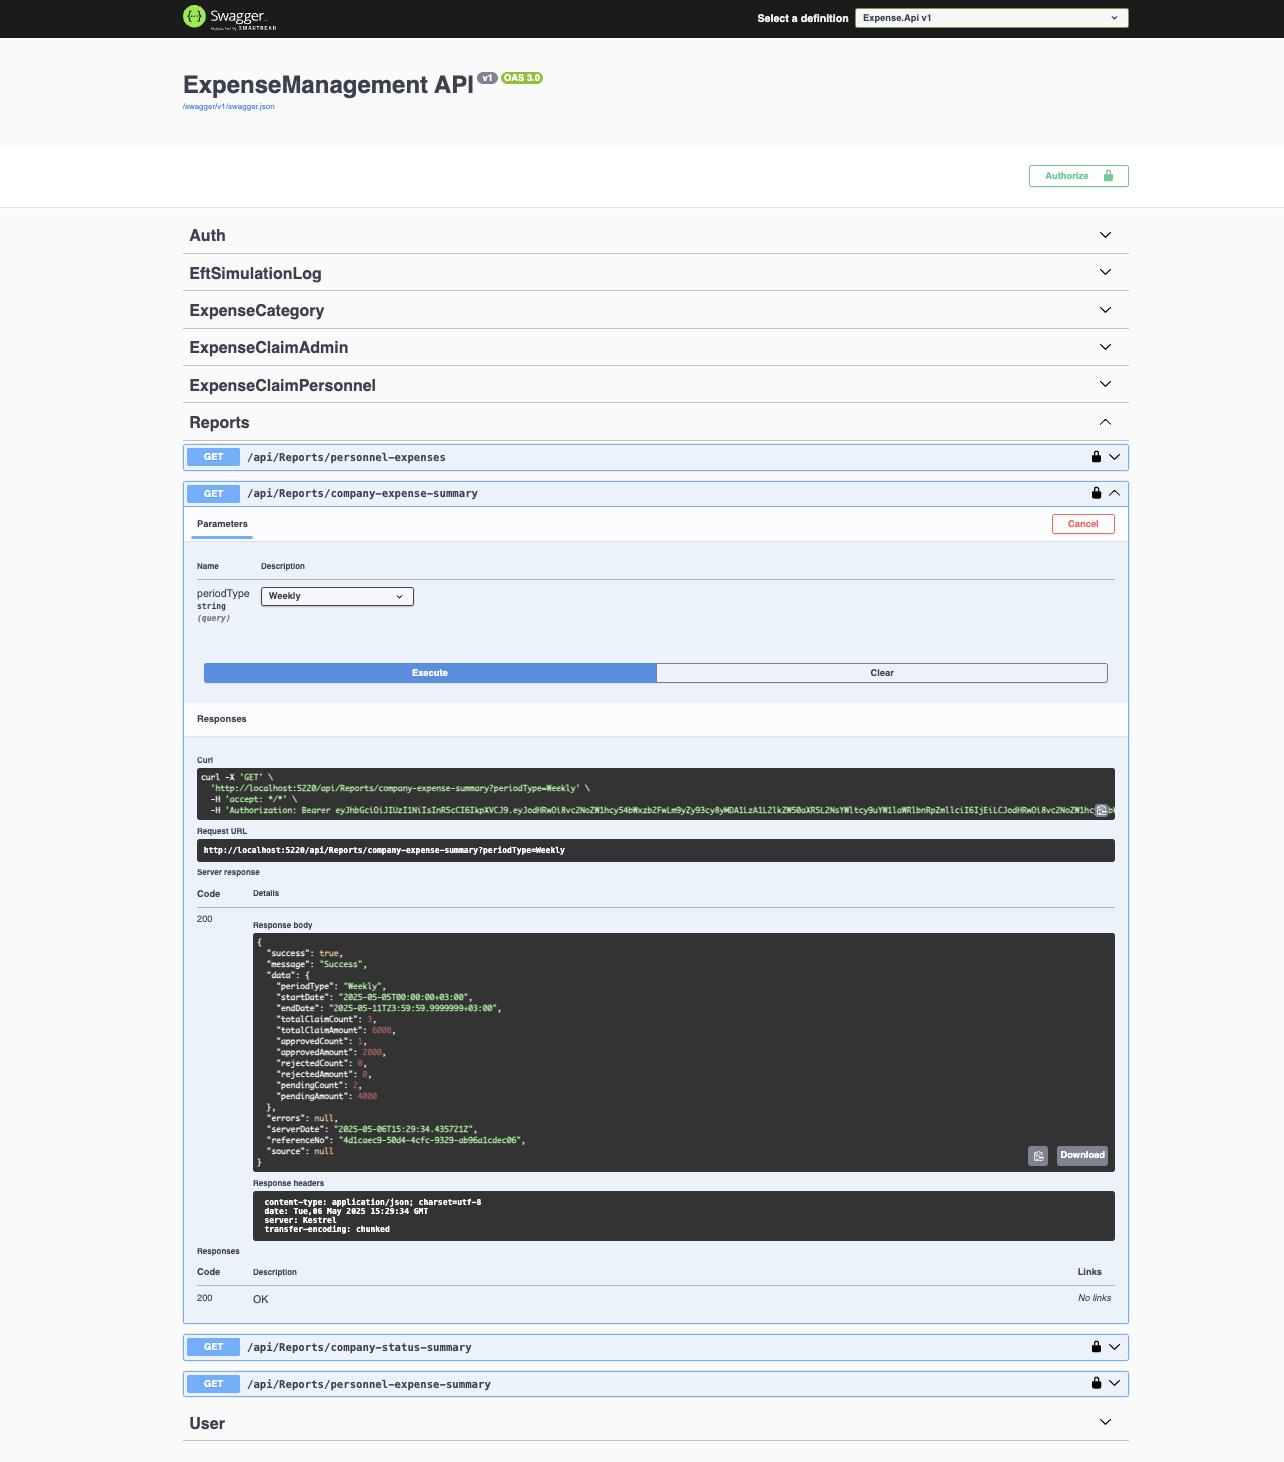 Swagger
Supported by SMARTBEAR
Select a definition
Expense.Api v1
ExpenseManagement API v1 OAS 3.0
/swagger/v1/swagger.json
Authorize
Auth
EftSimulationLog
ExpenseCategory
ExpenseClaimAdmin
ExpenseClaimPersonnel
Reports
GET /api/Reports/personnel-expenses
GET /api/Reports/company-expense-summary
Parameters
Cancel
Name Description
periodType
string
(query)
Weekly
Execute
Clear
Responses
Curl
curl -X 'GET' \
'http://localhost:5220/api/Reports/company-expense-summary?periodType=Weekly' \
-H 'accept: */*' \
-H 'Authorization: Bearer
Request URL
http://localhost:5220/api/Reports/company-expense-summary?periodType=Weekly
Server response
Code Details
200
Response body
{
"success": true,
"message": "Success",
"data": {
"periodType": "Weekly",
"startDate": "2025-05-05T00:00:00+03:00",
"endDate": "2025-05-11T23:59:59.9999999+03:00",
"totalClaimCount": 3,
"totalClaimAmount": 6000,
"approvedCount": 1,
"approvedAmount": 2000,
"rejectedCount": 0,
"rejectedAmount": 0,
"pendingCount": 2,
"pendingAmount": 4000
},
"errors": null,
"serverDate": "2025-05-06T15:29:34.435721Z",
"referenceNo": "4d1caec9-50d4-4cfc-9329-ab96a1cdec06",
"source": null
}
Download
Response headers
content-type: application/json; charset=utf-8
date: Tue,06 May 2025 15:29:34 GMT
server: Kestrel
transfer-encoding: chunked
Responses
Code Description Links
200 OK No links
GET /api/Reports/company-status-summary
GET /api/Reports/personnel-expense-summary
User